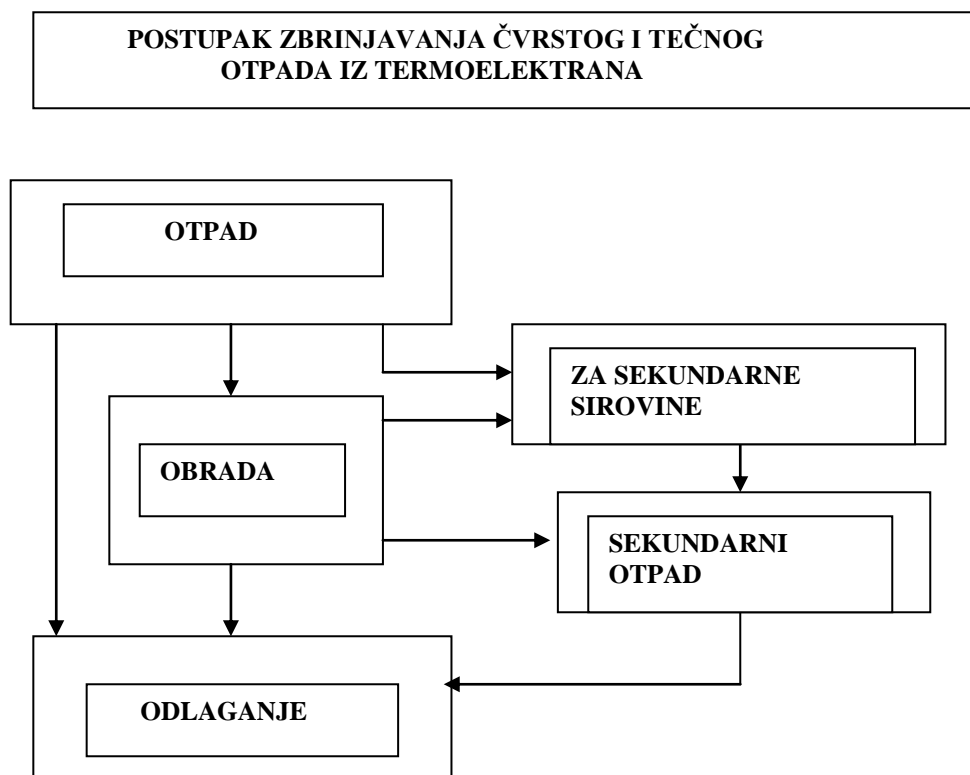 POSTUPAK ZBRINJAVANJA ČVRSTOG I TEČNOG
OTPADA IZ TERMOELEKTRANA
OTPAD
ZA SEKUNDARNE
SIROVINE
OBRADA
SEKUNDARNI
OTPAD
ODLAGANJE